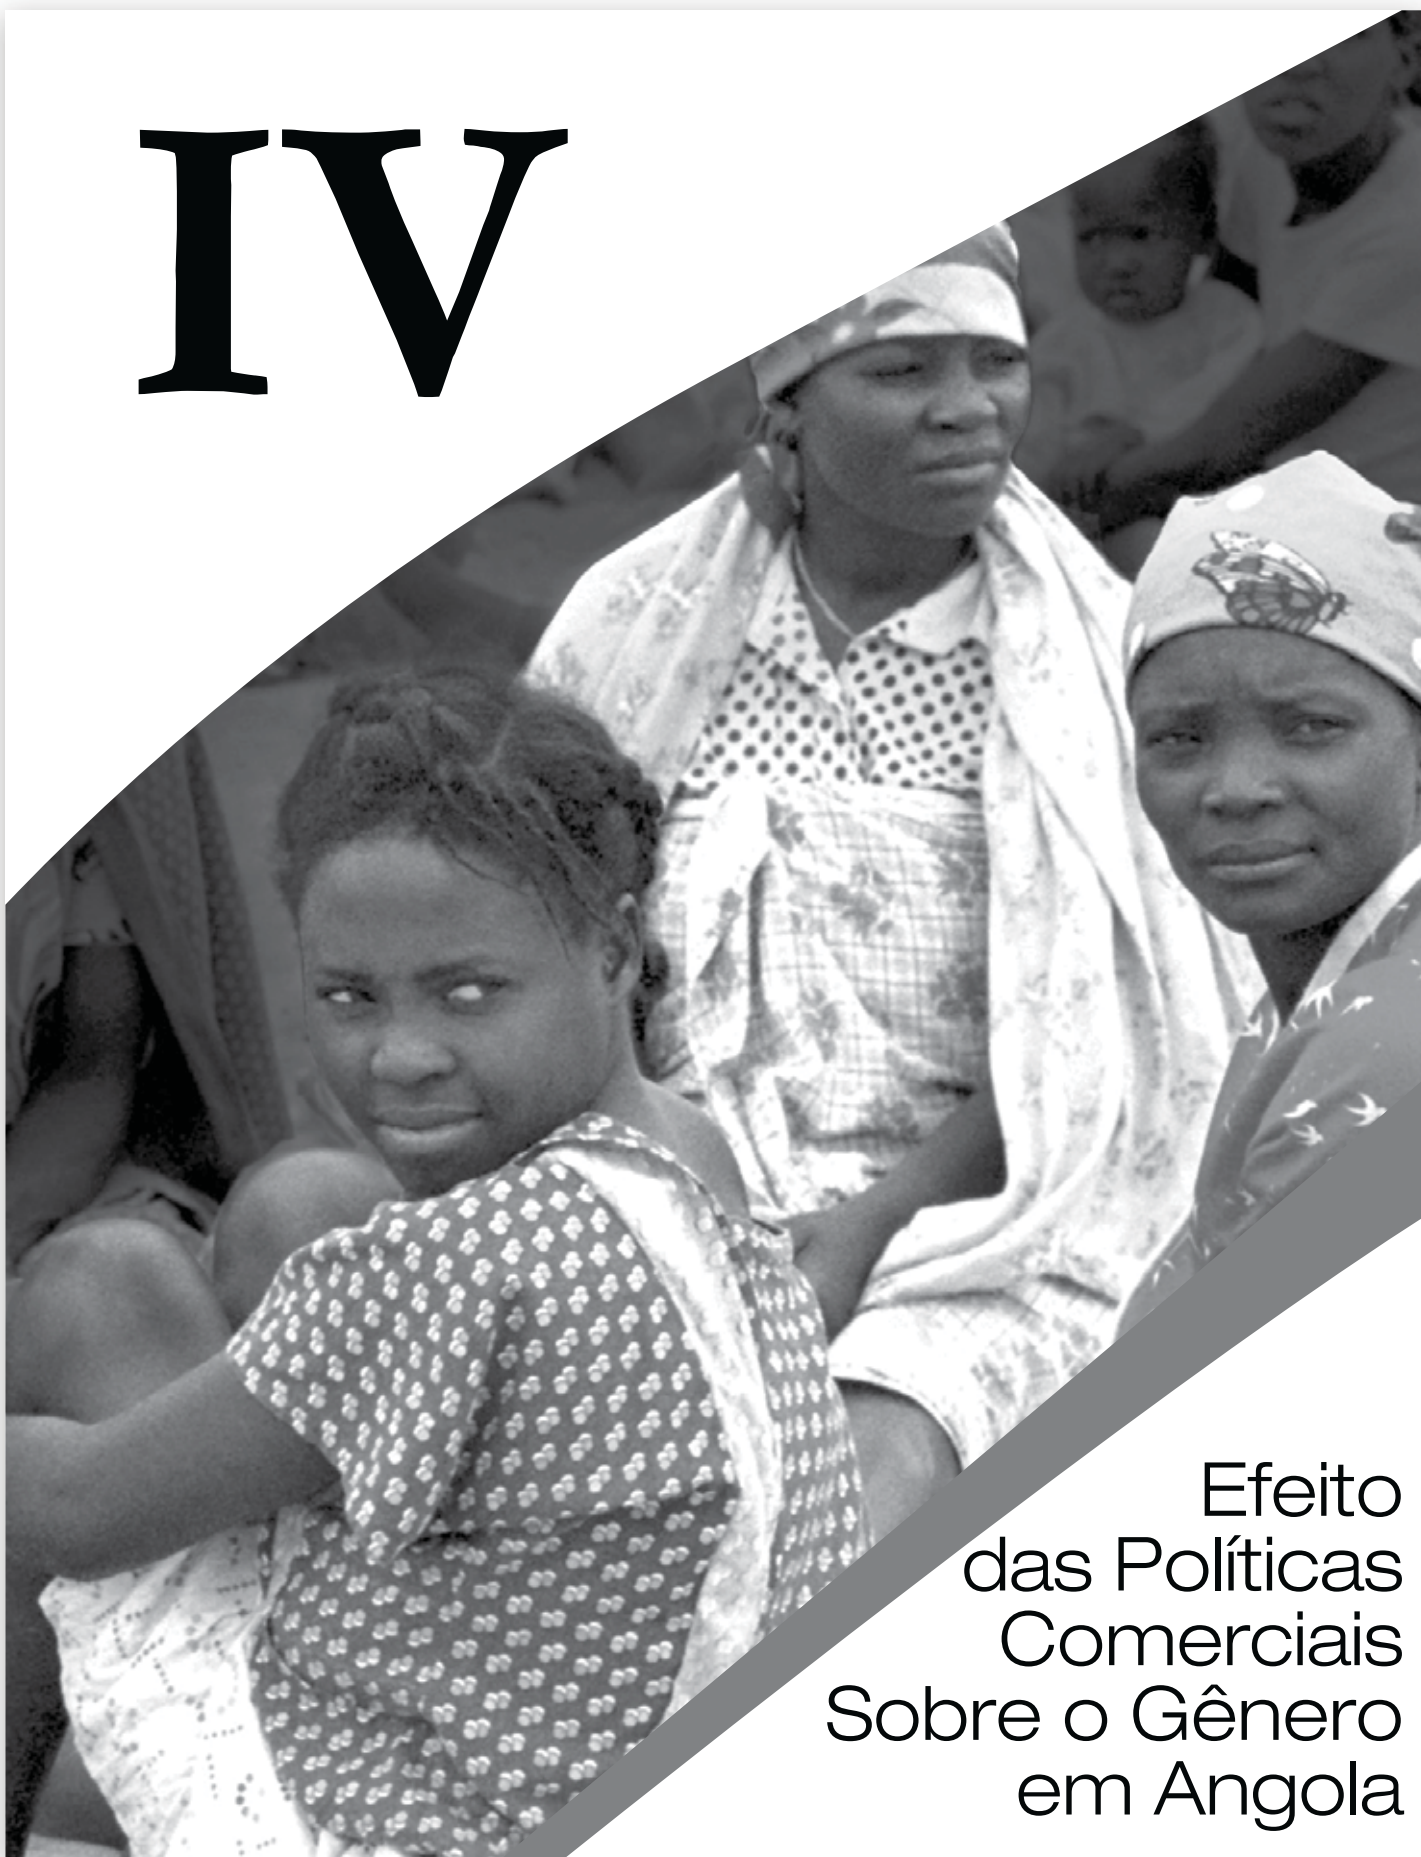 IV
Efeito
das Políticas
Comerciais
Sobre o Gênero
em Angola